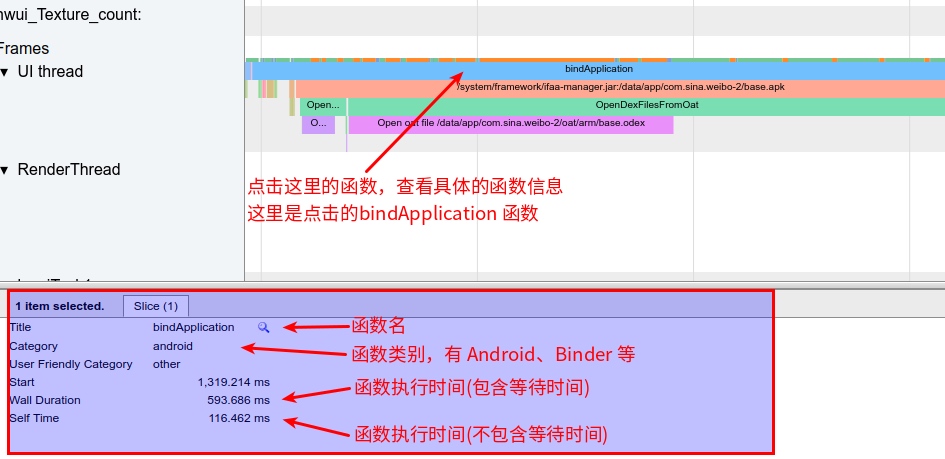 nwui_Texture_count:
Frames
▼ UI thread
bindApplication
/system/framework/ifaa-manager.jar:/data/app/com.sina.weibo-2/base.apk
Open... OpenDexFilesFromOat
O... Open oat file /data/app/com.sina.weibo-2/oat/arm/base.odex
▼ RenderThread
点击这里的函数，查看具体的函数信息
这里是点击的bindApplication 函数
1 item selected. Slice (1)
Title bindApplication 函数名
Category android 函数类别，有 Android、Binder 等
User Friendly Category other
Start 1,319.214 ms
Wall Duration 593.686 ms 函数执行时间(包含等待时间)
Self Time 116.462 ms 函数执行时间(不包含等待时间)